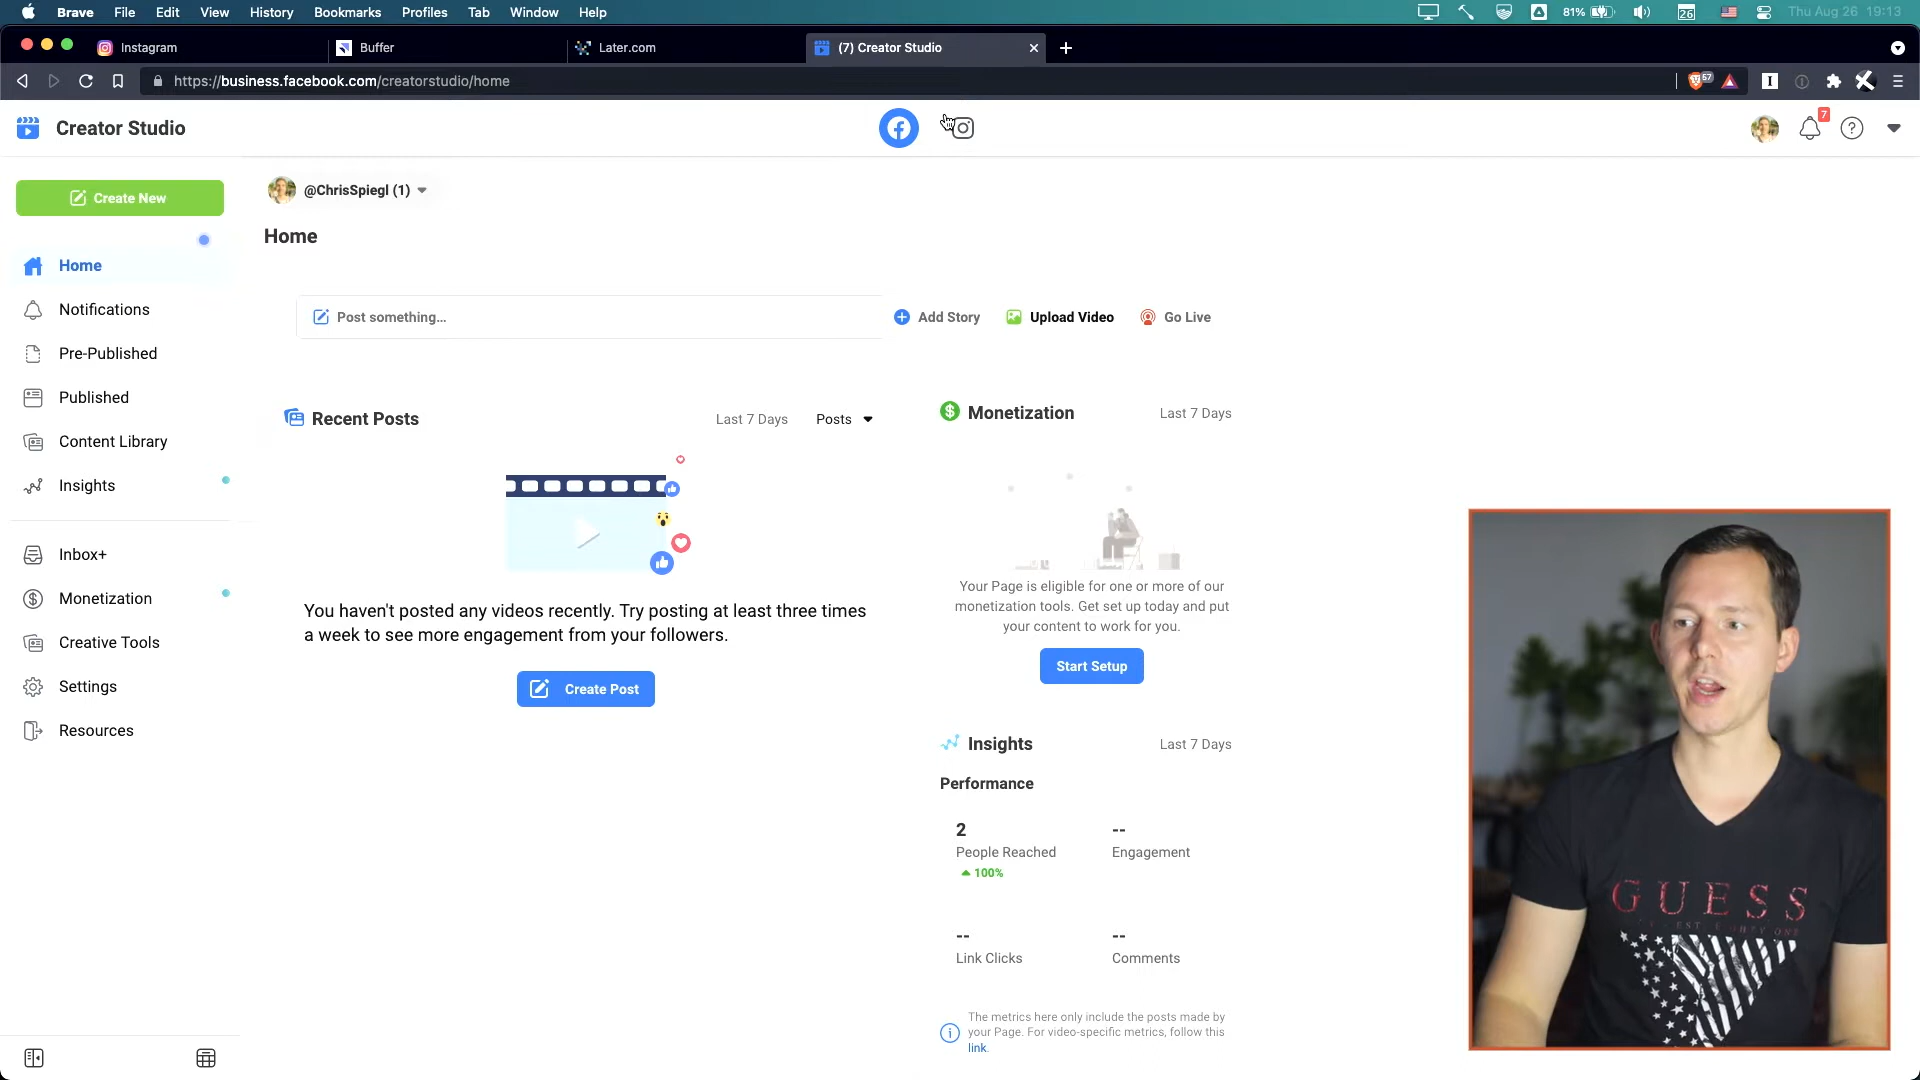 Brave File Edit View History Bookmarks Profiles Tab Window Help 81% 26 Thu Aug 26 19:13
Instagram Buffer Later.com (7) Creator Studio
https://business.facebook.com/creatorstudio/home 57
Creator Studio 7
Create New
@ChrisSpiegl (1)
Home
Home
Notifications
Pre-Published
Published
Content Library
Insights
Inbox+
Monetization
Creative Tools
Settings
Resources
Post something...
Add Story Upload Video Go Live
Recent Posts Last 7 Days Posts
You haven't posted any videos recently. Try posting at least three times
a week to see more engagement from your followers.
Create Post
Monetization Last 7 Days
Your Page is eligible for one or more of our
monetization tools. Get set up today and put
your content to work for you.
Start Setup
Insights Last 7 Days
Performance
2 --
People Reached Engagement
100%
-- --
Link Clicks Comments
The metrics here only include the posts made by
your Page. For video-specific metrics, follow this
link.
GUESS